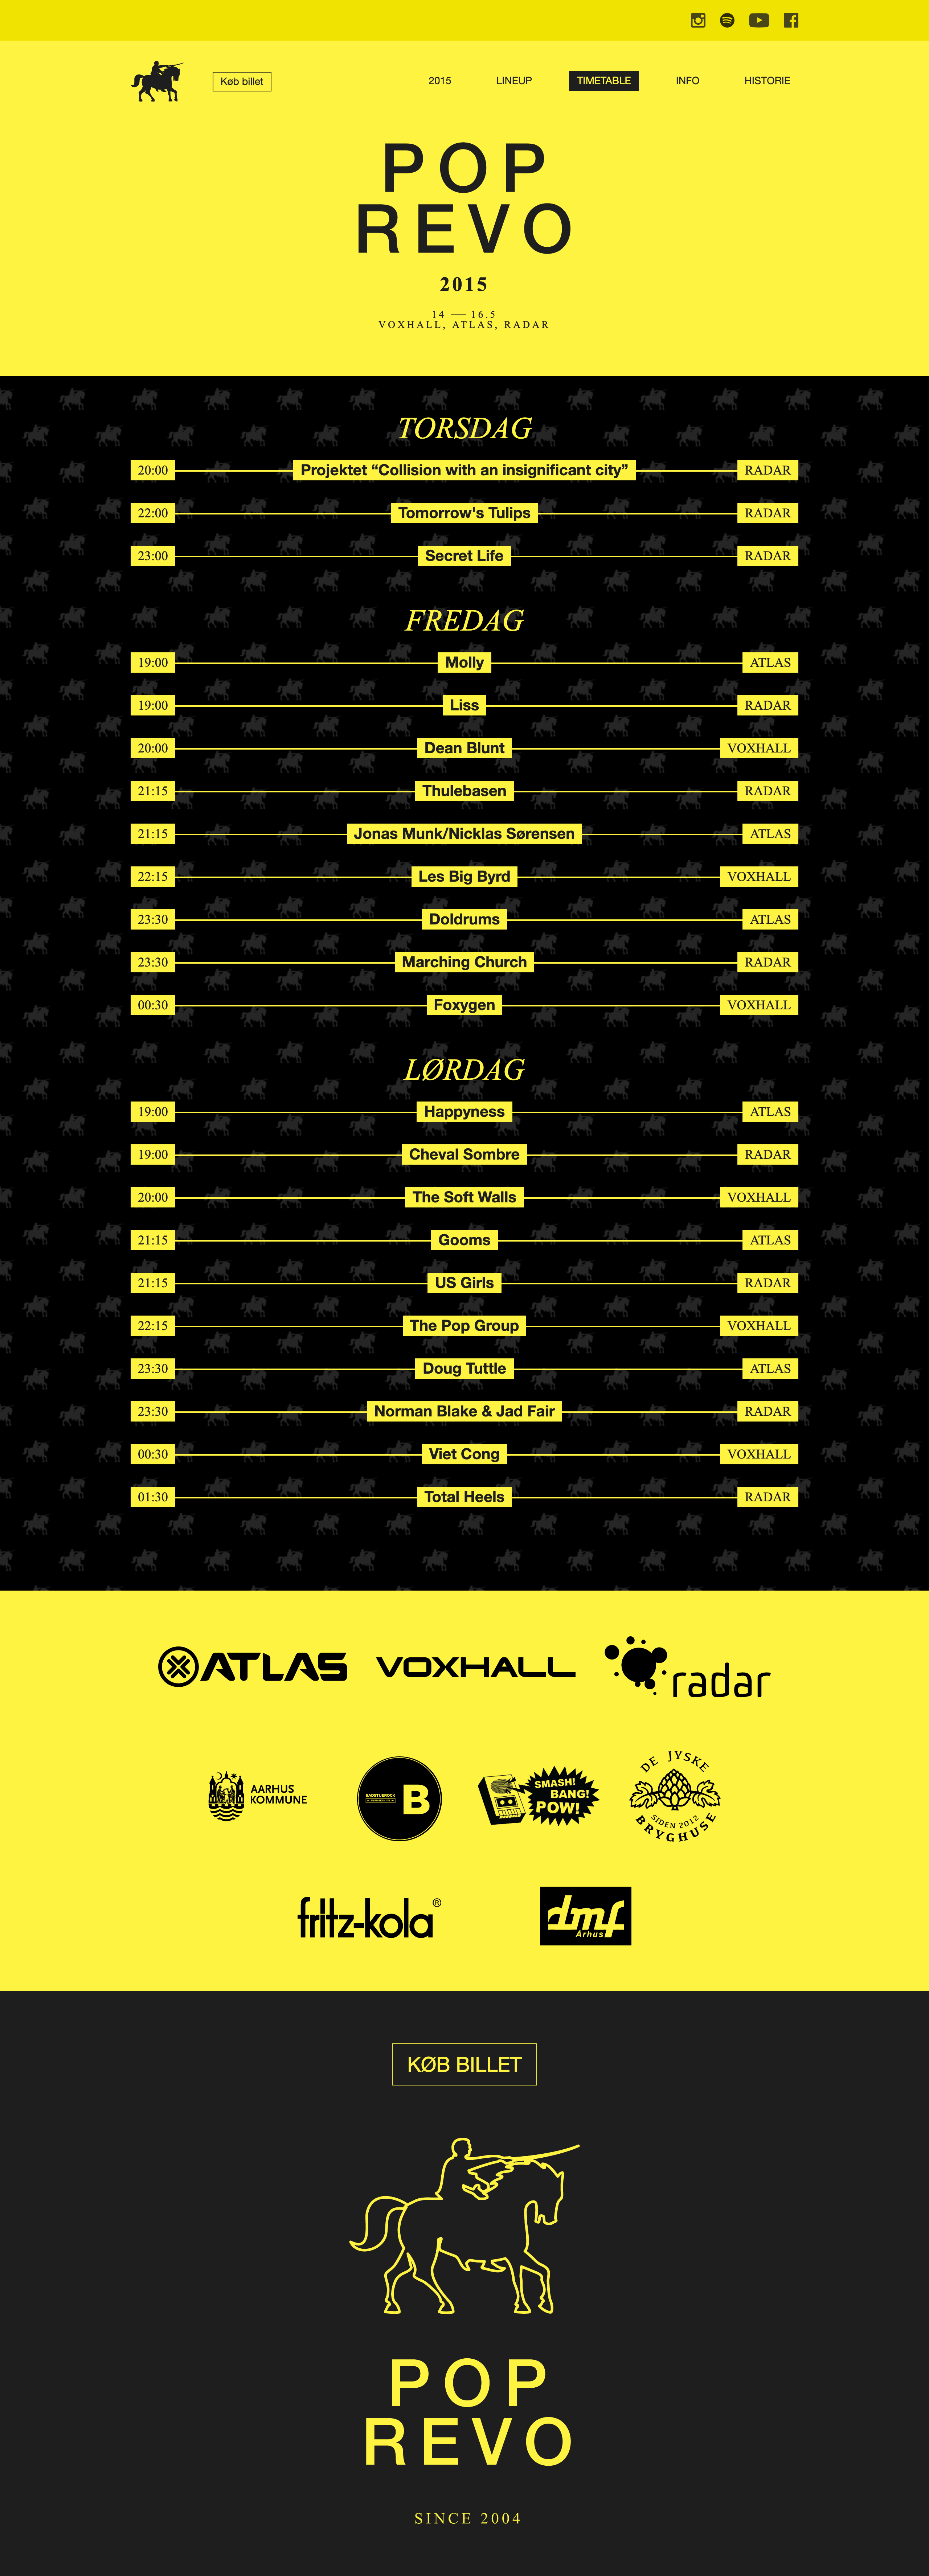 Køb billet
2015
LINEUP
TIMETABLE
INFO
HISTORIE
POP
REVO
2015
14 — 16.5
VOXHALL, ATLAS, RADAR
TORSDAG
20:00 Projektet “Collision with an insignificant city” RADAR
22:00 Tomorrow's Tulips RADAR
23:00 Secret Life RADAR
FREDAG
19:00 Molly ATLAS
19:00 Liss RADAR
20:00 Dean Blunt VOXHALL
21:15 Thulebasen RADAR
21:15 Jonas Munk/Nicklas Sørensen ATLAS
22:15 Les Big Byrd VOXHALL
23:30 Doldrums ATLAS
23:30 Marching Church RADAR
00:30 Foxygen VOXHALL
LØRDAG
19:00 Happyness ATLAS
19:00 Cheval Sombre RADAR
20:00 The Soft Walls VOXHALL
21:15 Gooms ATLAS
21:15 US Girls RADAR
22:15 The Pop Group VOXHALL
23:30 Doug Tuttle ATLAS
23:30 Norman Blake & Jad Fair RADAR
00:30 Viet Cong VOXHALL
01:30 Total Heels RADAR
ATLAS
VOXHALL
radar
AARHUS
KOMMUNE
BADSTUEROCK
B
SMASH!
BANG!
POW!
DE JYSKE
SIDEN 2012
BRYGHUSE
fritz-kola®
dmf
Århus
KØB BILLET
POP
REVO
SINCE 2004